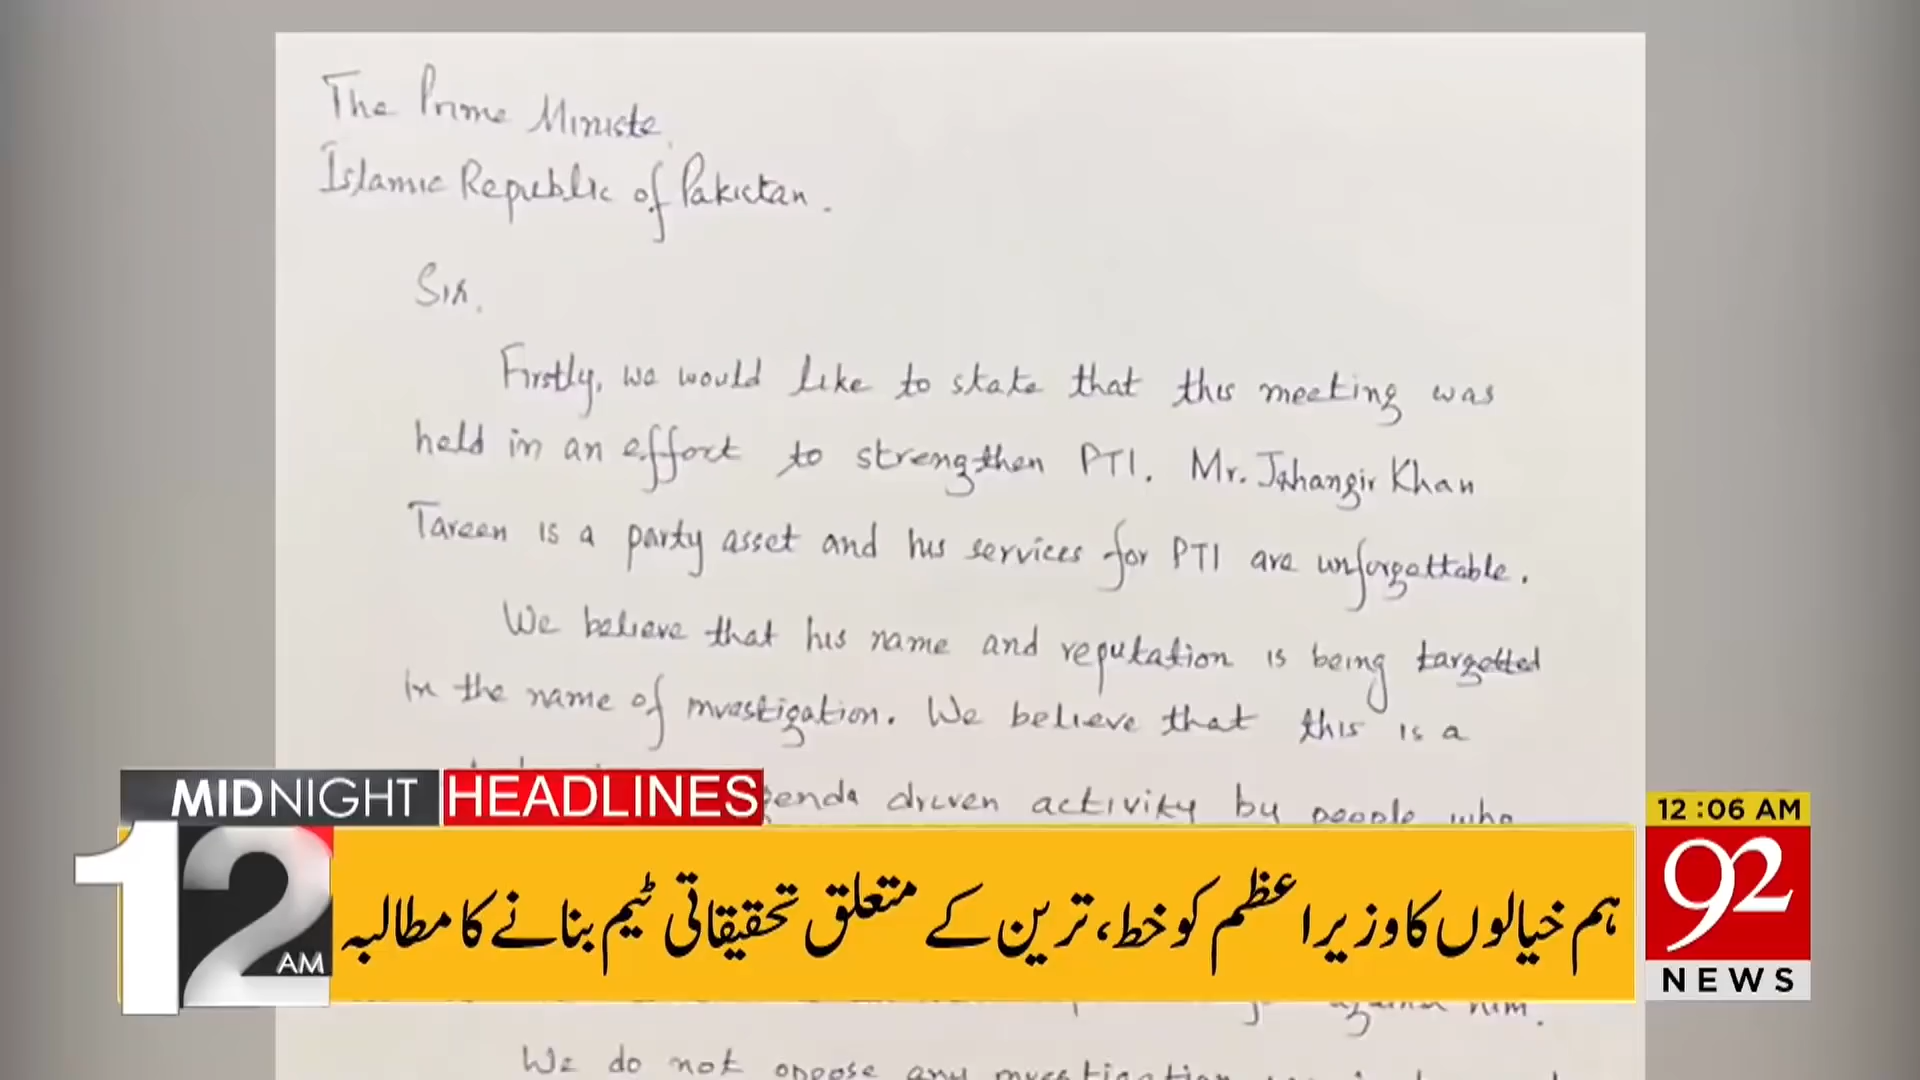 The Prime Ministe
Islamic Republic of Pakistan.
Sir,
Firstly, we would like to state that this meeting was
held in an effort to strengthen PTI. Mr. Jahangir Khan
Tareen is a party asset and his services for PTI are unforgettable.
We believe that his name and reputation is being targetted
in the name of investigation. We believe that this is a
driven activity by people who
MIDNIGHT HEADLINES
12 AM
ہم خیالوں کا وزیراعظم کو خط، ترین کے متعلق تحقیقاتی ٹیم بنانے کا مطالبہ
12:06 AM
92
NEWS
against him.
We do not oppose any investigation